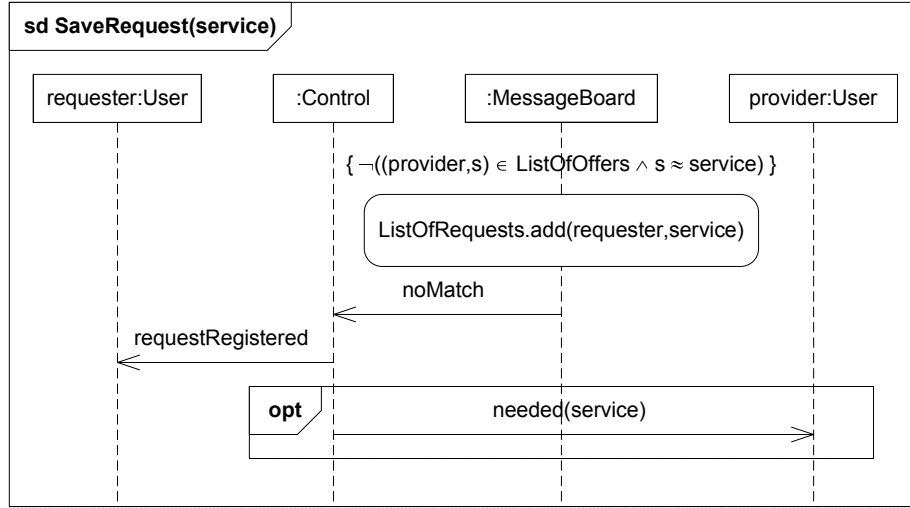 sd SaveRequest(service)
requester:User
:Control
:MessageBoard
provider:User
{ ¬((provider,s) ∈ ListOfOffers ∧ s ≈ service) }
ListOfRequests.add(requester,service)
noMatch
requestRegistered
opt
needed(service)